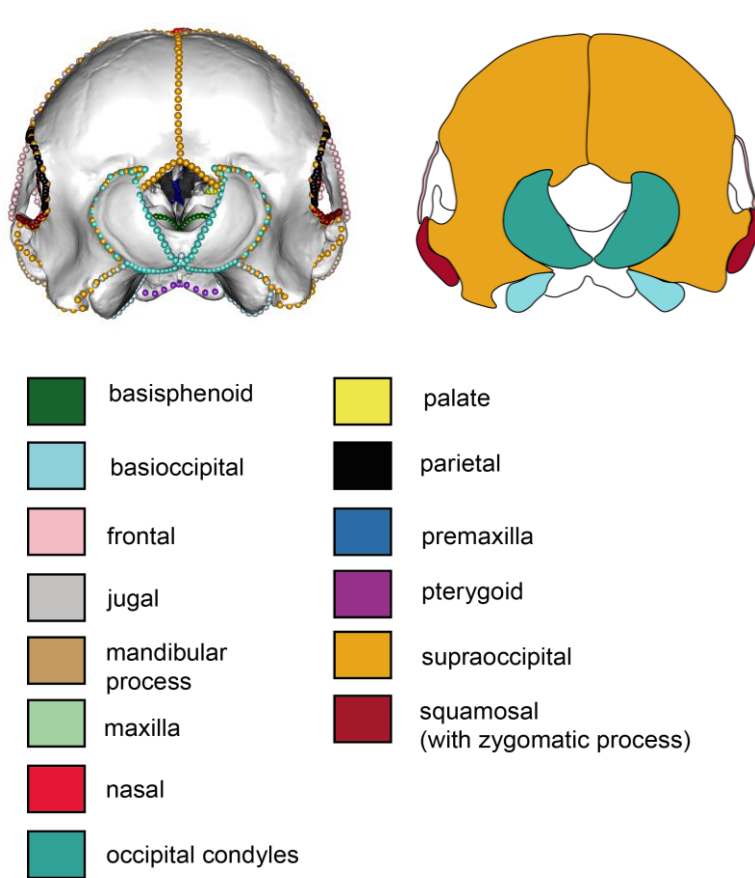 basisphenoid
basioccipital
frontal
jugal
mandibular
process
maxilla
nasal
occipital condyles
palate
parietal
premaxilla
pterygoid
supraoccipital
squamosal
(with zygomatic process)